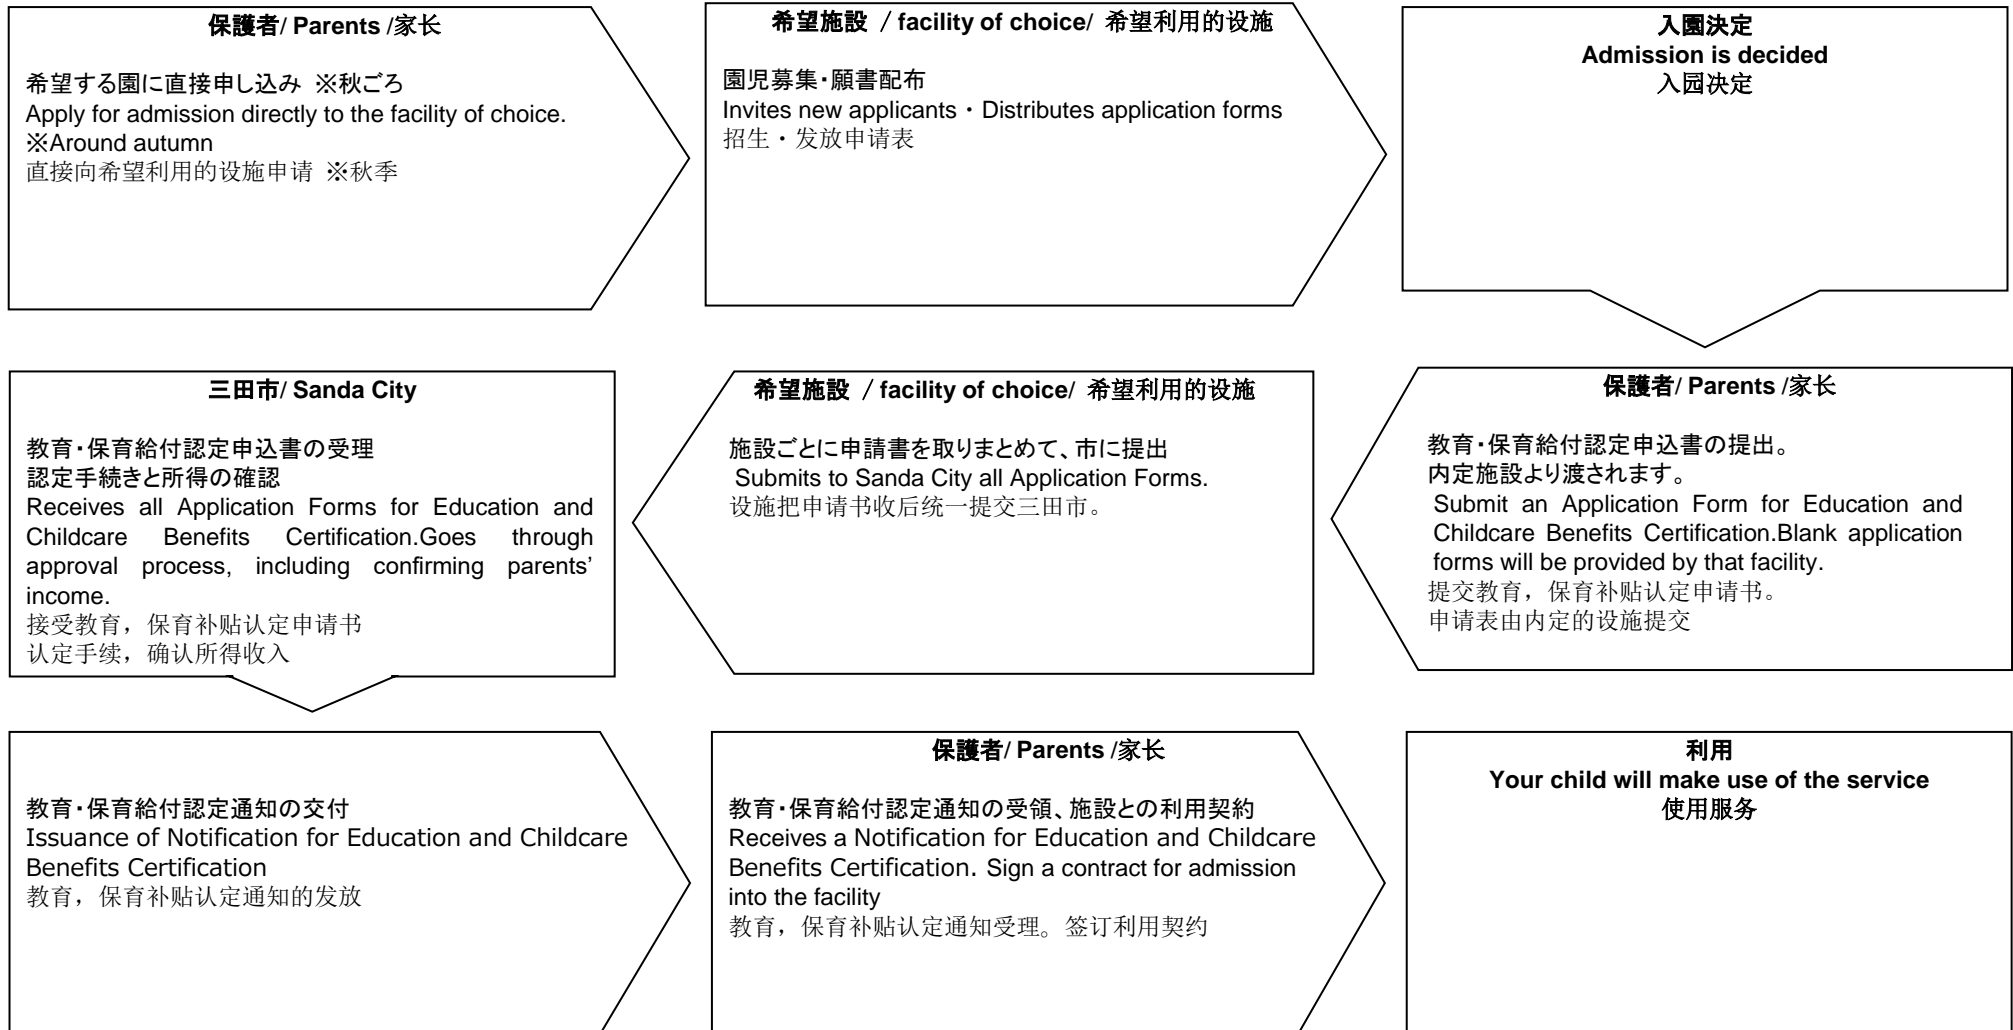 保護者/ Parents /家长
希望する園に直接申し込み ※秋ごろ
Apply for admission directly to the facility of choice.
※Around autumn
直接向希望利用的设施申请 ※秋季
希望施設 / facility of choice/ 希望利用的设施
園児募集・願書配布
Invites new applicants・Distributes application forms
招生・发放申请表
入園決定
Admission is decided
入园决定
保護者/ Parents /家长
教育・保育給付認定申込書の提出。
内定施設より渡されます。
Submit an Application Form for Education and
Childcare Benefits Certification.Blank application
forms will be provided by that facility.
提交教育，保育补贴认定申请书。
申请表由内定的设施提交
希望施設 / facility of choice/ 希望利用的设施
施設ごとに申請書を取りまとめて、市に提出
Submits to Sanda City all Application Forms.
设施把申请书收后统一提交三田市。
三田市/ Sanda City
教育・保育給付認定申込書の受理
認定手続きと所得の確認
Receives all Application Forms for Education and
Childcare Benefits Certification.Goes through
approval process, including confirming parents’
income.
接受教育，保育补贴认定申请书
认定手续，确认所得收入
教育・保育給付認定通知の交付
Issuance of Notification for Education and Childcare
Benefits Certification
教育，保育补贴认定通知的发放
保護者/ Parents /家长
教育・保育給付認定通知の受領、施設との利用契約
Receives a Notification for Education and Childcare
Benefits Certification. Sign a contract for admission
into the facility
教育，保育补贴认定通知受理。签订利用契约
利用
Your child will make use of the service
使用服务